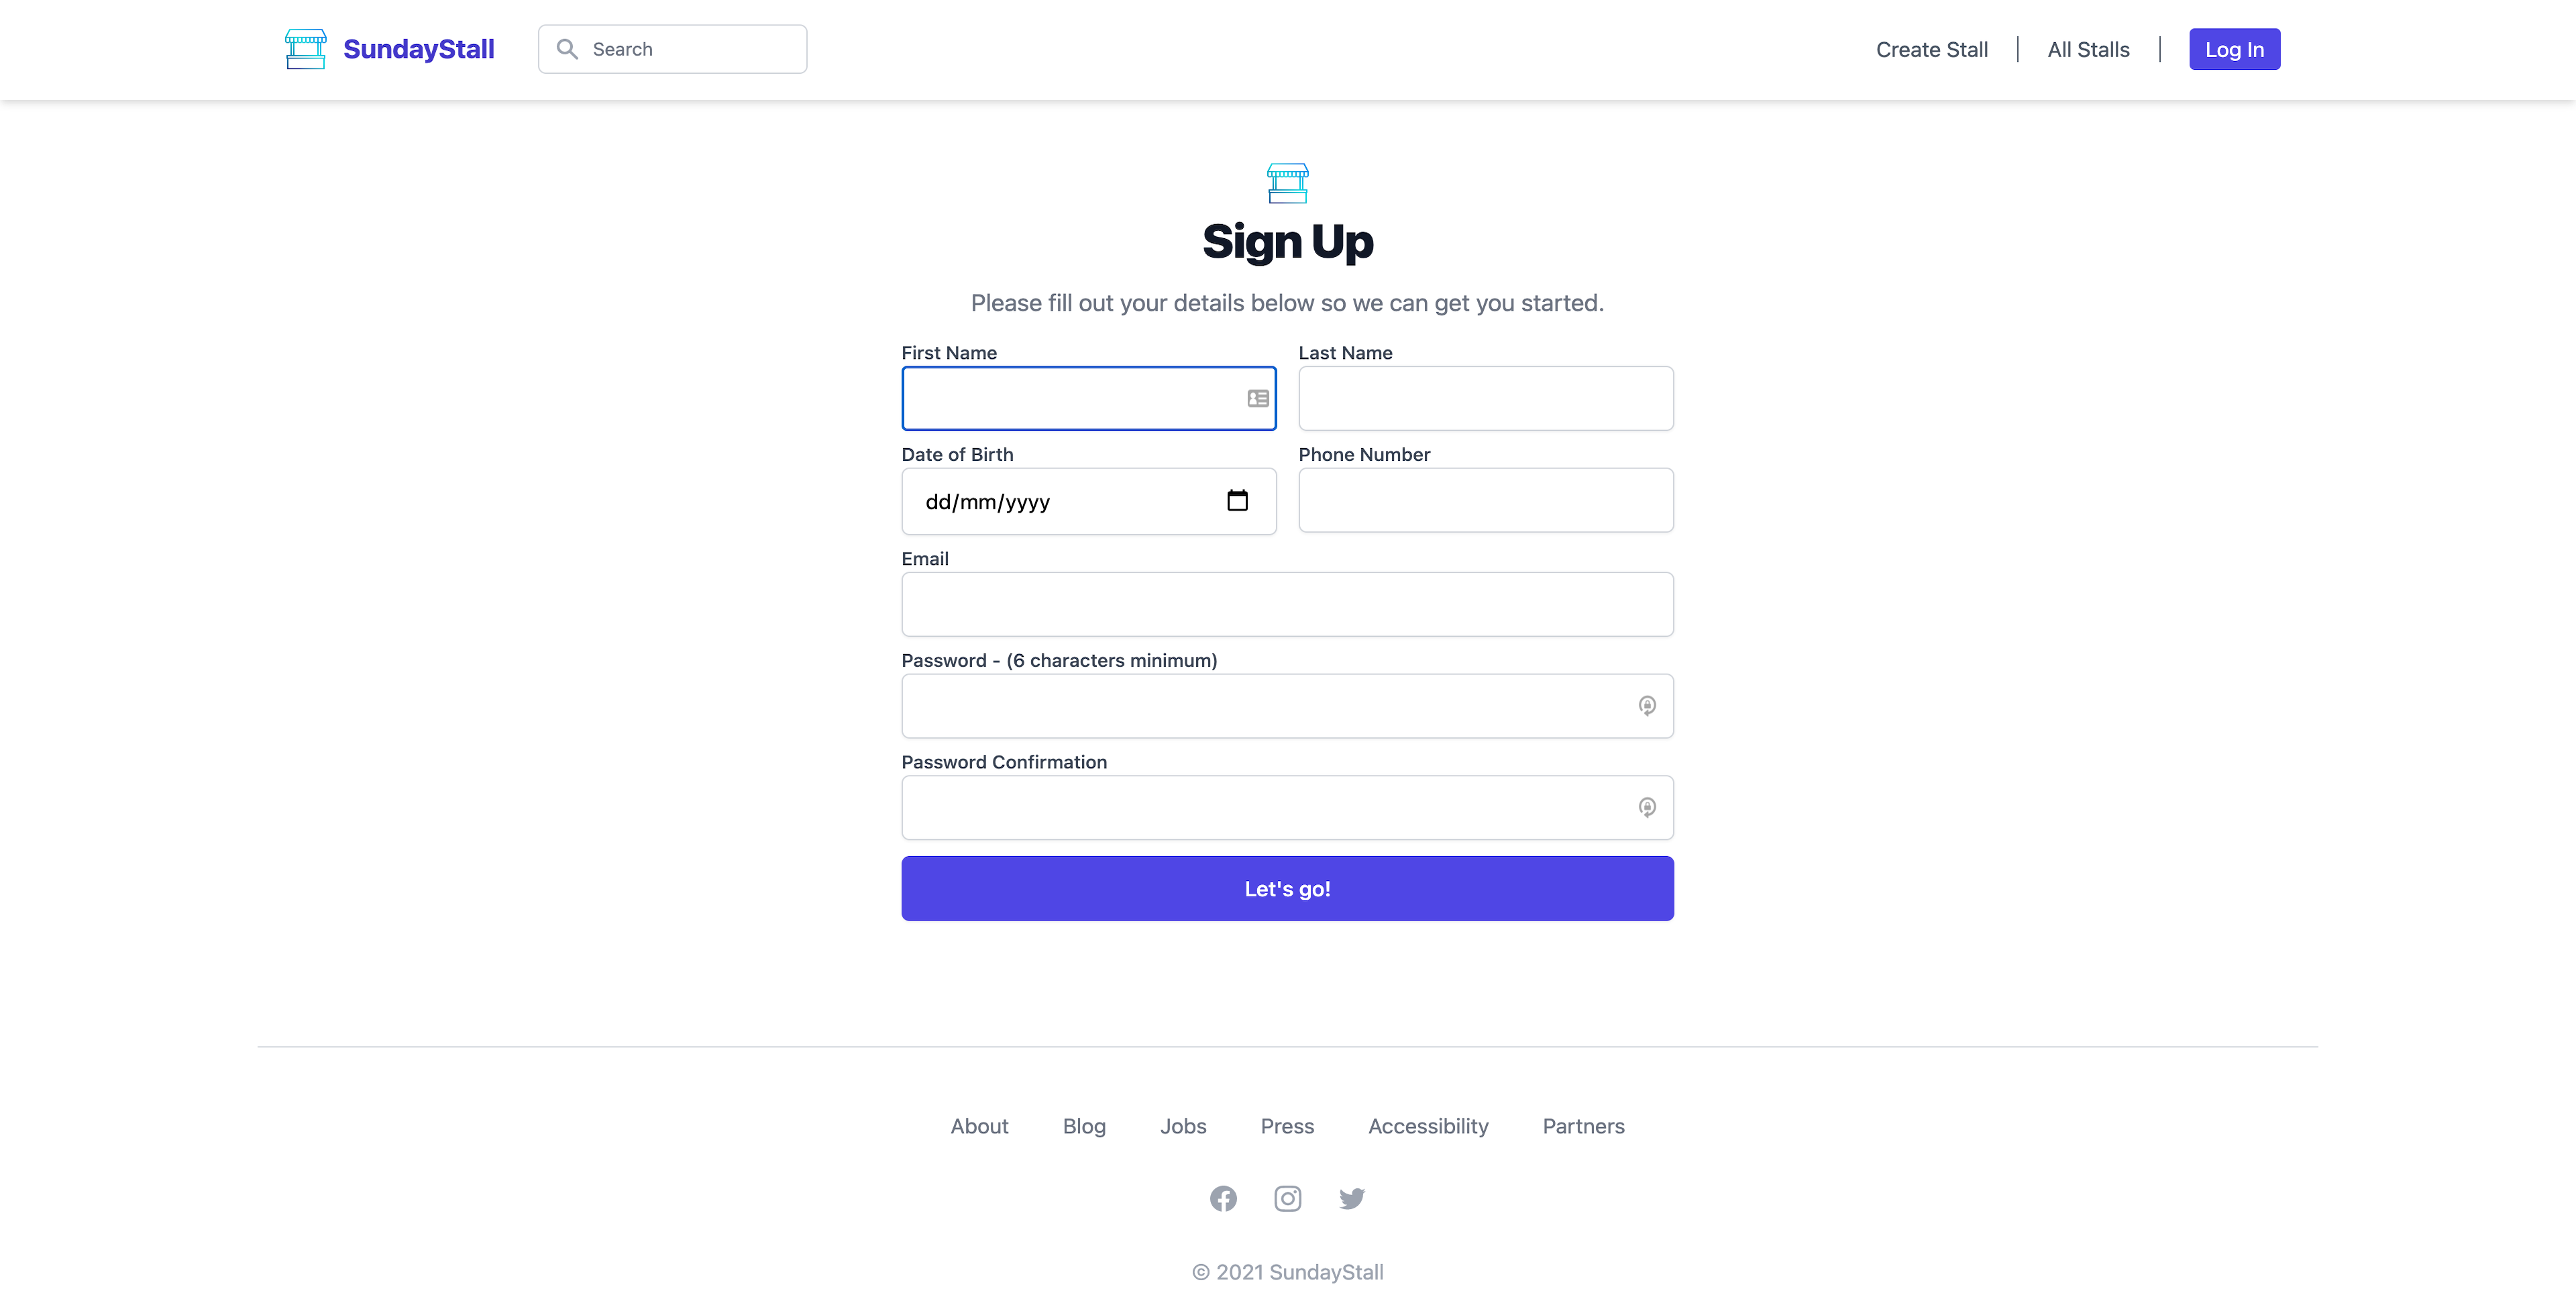 SundayStall
Search
Create Stall | All Stalls | Log In
Sign Up
Please fill out your details below so we can get you started.
First Name
Last Name
Date of Birth
Phone Number
dd/mm/yyyy
Email
Password - (6 characters minimum)
Password Confirmation
Let's go!
About Blog Jobs Press Accessibility Partners
© 2021 SundayStall